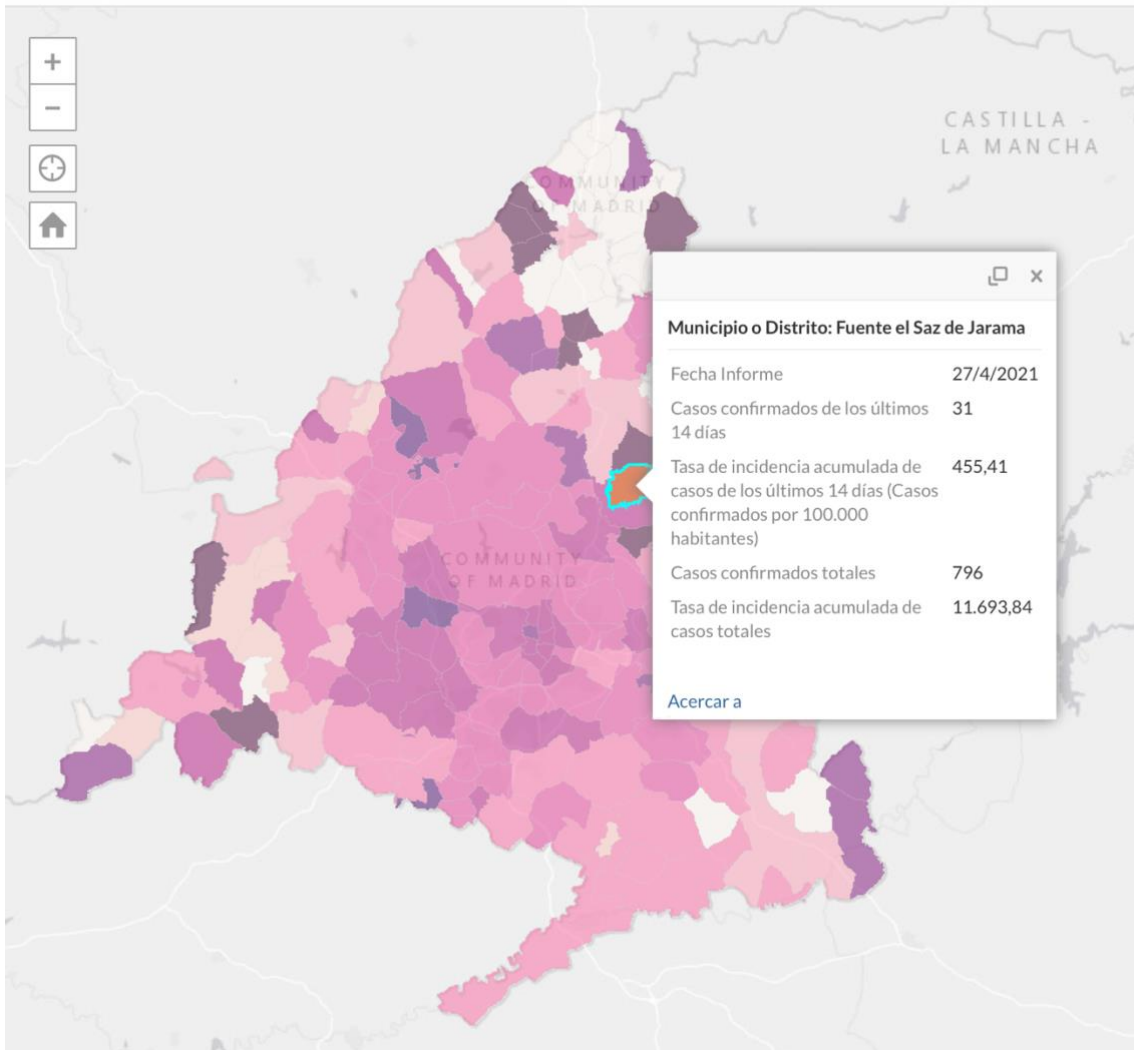 +
−
CASTILLA -
LA MANCHA
COMMUNITY
OF MADRID
Municipio o Distrito: Fuente el Saz de Jarama
Fecha Informe 27/4/2021
Casos confirmados de los últimos 31
14 días
Tasa de incidencia acumulada de 455,41
casos de los últimos 14 días (Casos
confirmados por 100.000
habitantes)
Casos confirmados totales 796
Tasa de incidencia acumulada de 11.693,84
casos totales
Acercar a
COMMUNITY
OF MADRID